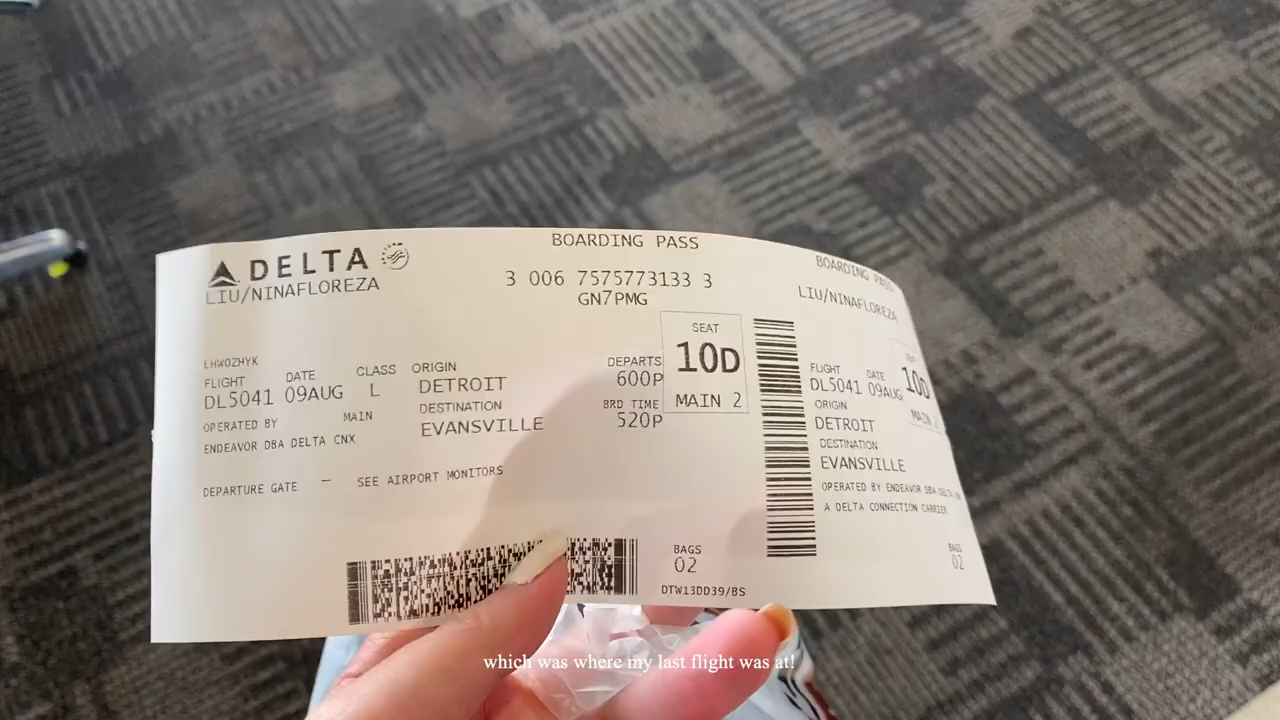 DELTA
BOARDING PASS
LIU/NINAFLOREZA
3 006 7575773133 3
GN7PMG
LHWOZHYK
FLIGHT DATE CLASS ORIGIN DEPARTS
DL5041 09AUG L DETROIT 600P
OPERATED BY MAIN DESTINATION BRD TIME
ENDEAVOR DBA DELTA CNX EVANSVILLE 520P
SEAT
10D
MAIN 2
DEPARTURE GATE – SEE AIRPORT MONITORS
BAGS
02
DTW13DD39/BS
BOARDING PASS
LIU/NINAFLOREZA
FLIGHT DATE
DL5041 09AUG 10D
ORIGIN MAIN
DETROIT
DESTINATION
EVANSVILLE
OPERATED BY ENDEAVOR DBA DELTA
A DELTA CONNECTION CARRIER
BAGS
02
which was where my last flight was at!